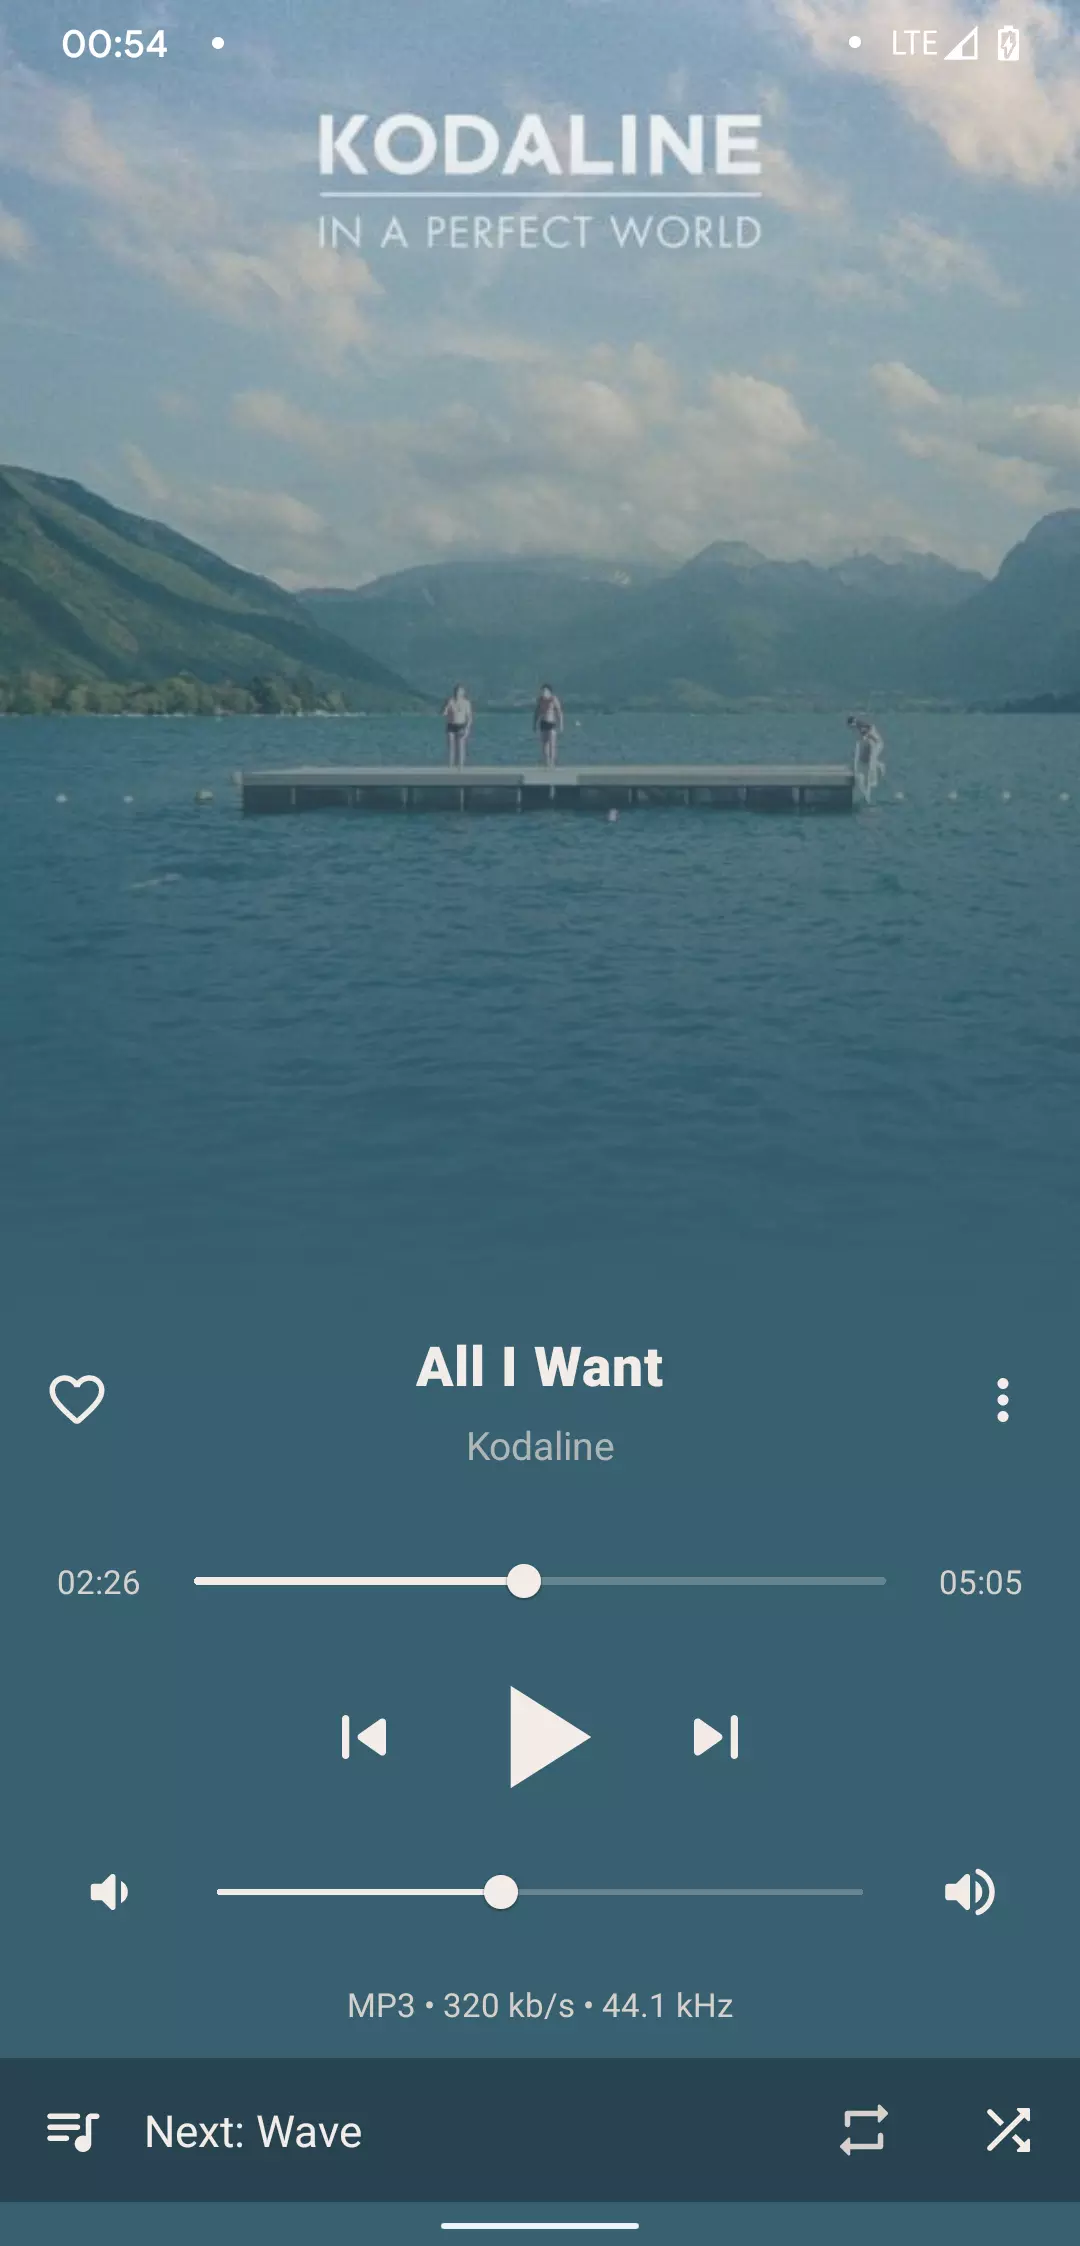 00:54
LTE
KODALINE
IN A PERFECT WORLD
All I Want
Kodaline
02:26
05:05
MP3 • 320 kb/s • 44.1 kHz
Next: Wave